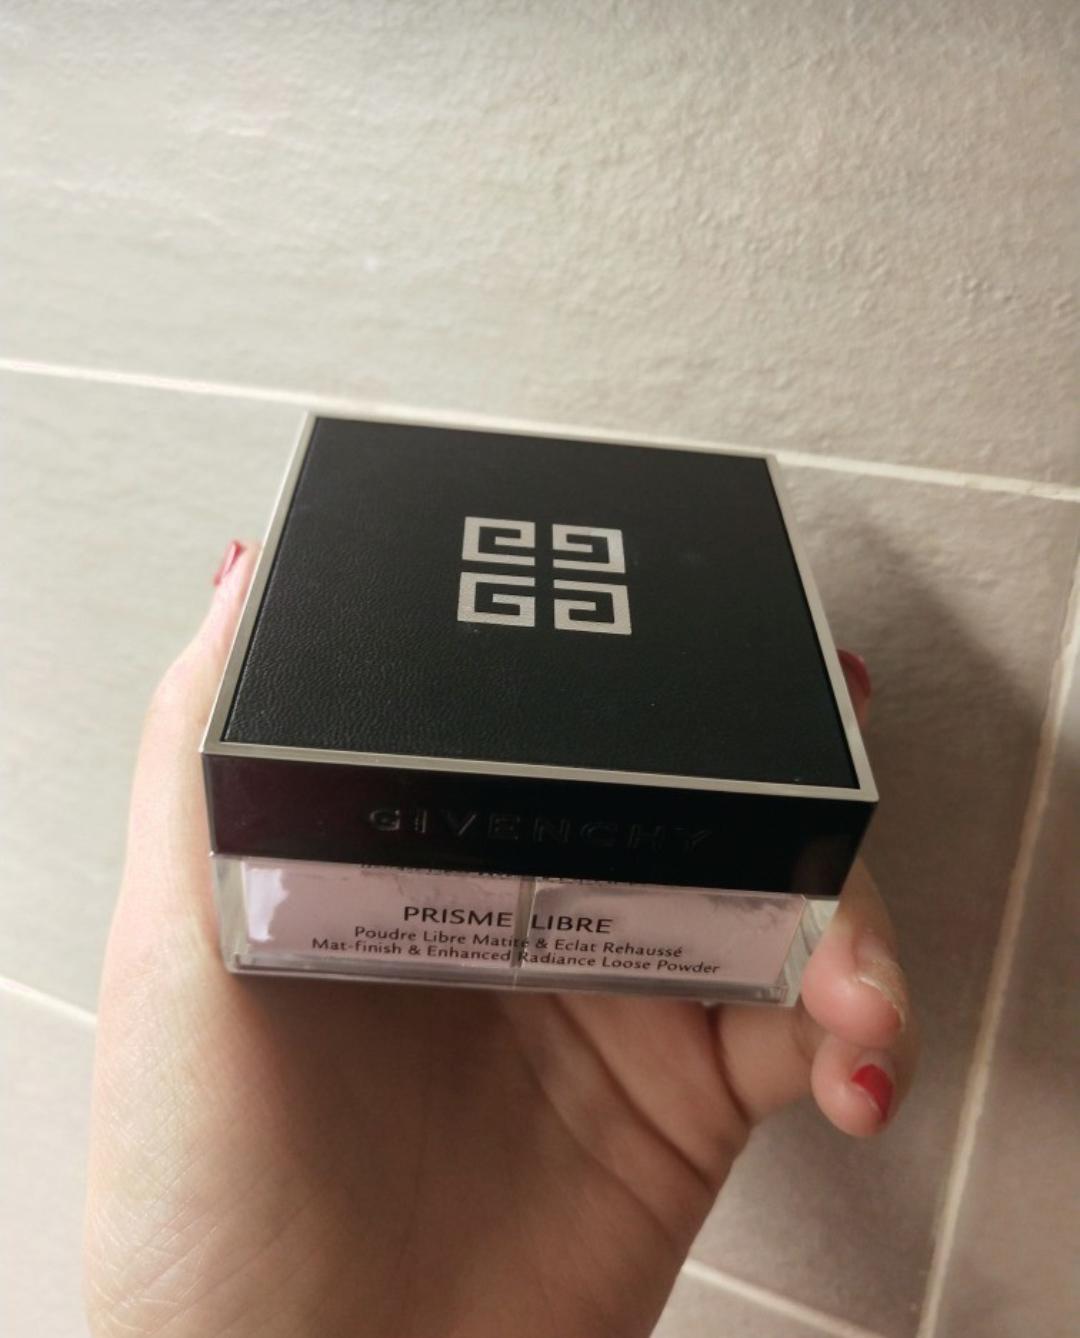 GIVENCHY
PRISME LIBRE
Poudre Libre Matité & Eclat Rehaussé
Mat-finish & Enhanced Radiance Loose Powder